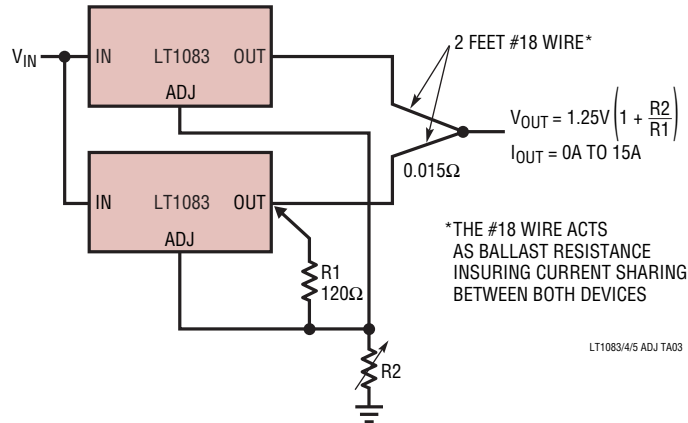 V_IN
IN LT1083 OUT
ADJ
2 FEET #18 WIRE*
V_OUT = 1.25V (1 + R2/R1)
I_OUT = 0A TO 15A
0.015Ω
IN LT1083 OUT
ADJ
R1
120Ω
*THE #18 WIRE ACTS
AS BALLAST RESISTANCE
INSURING CURRENT SHARING
BETWEEN BOTH DEVICES
R2
LT1083/4/5 ADJ TA03